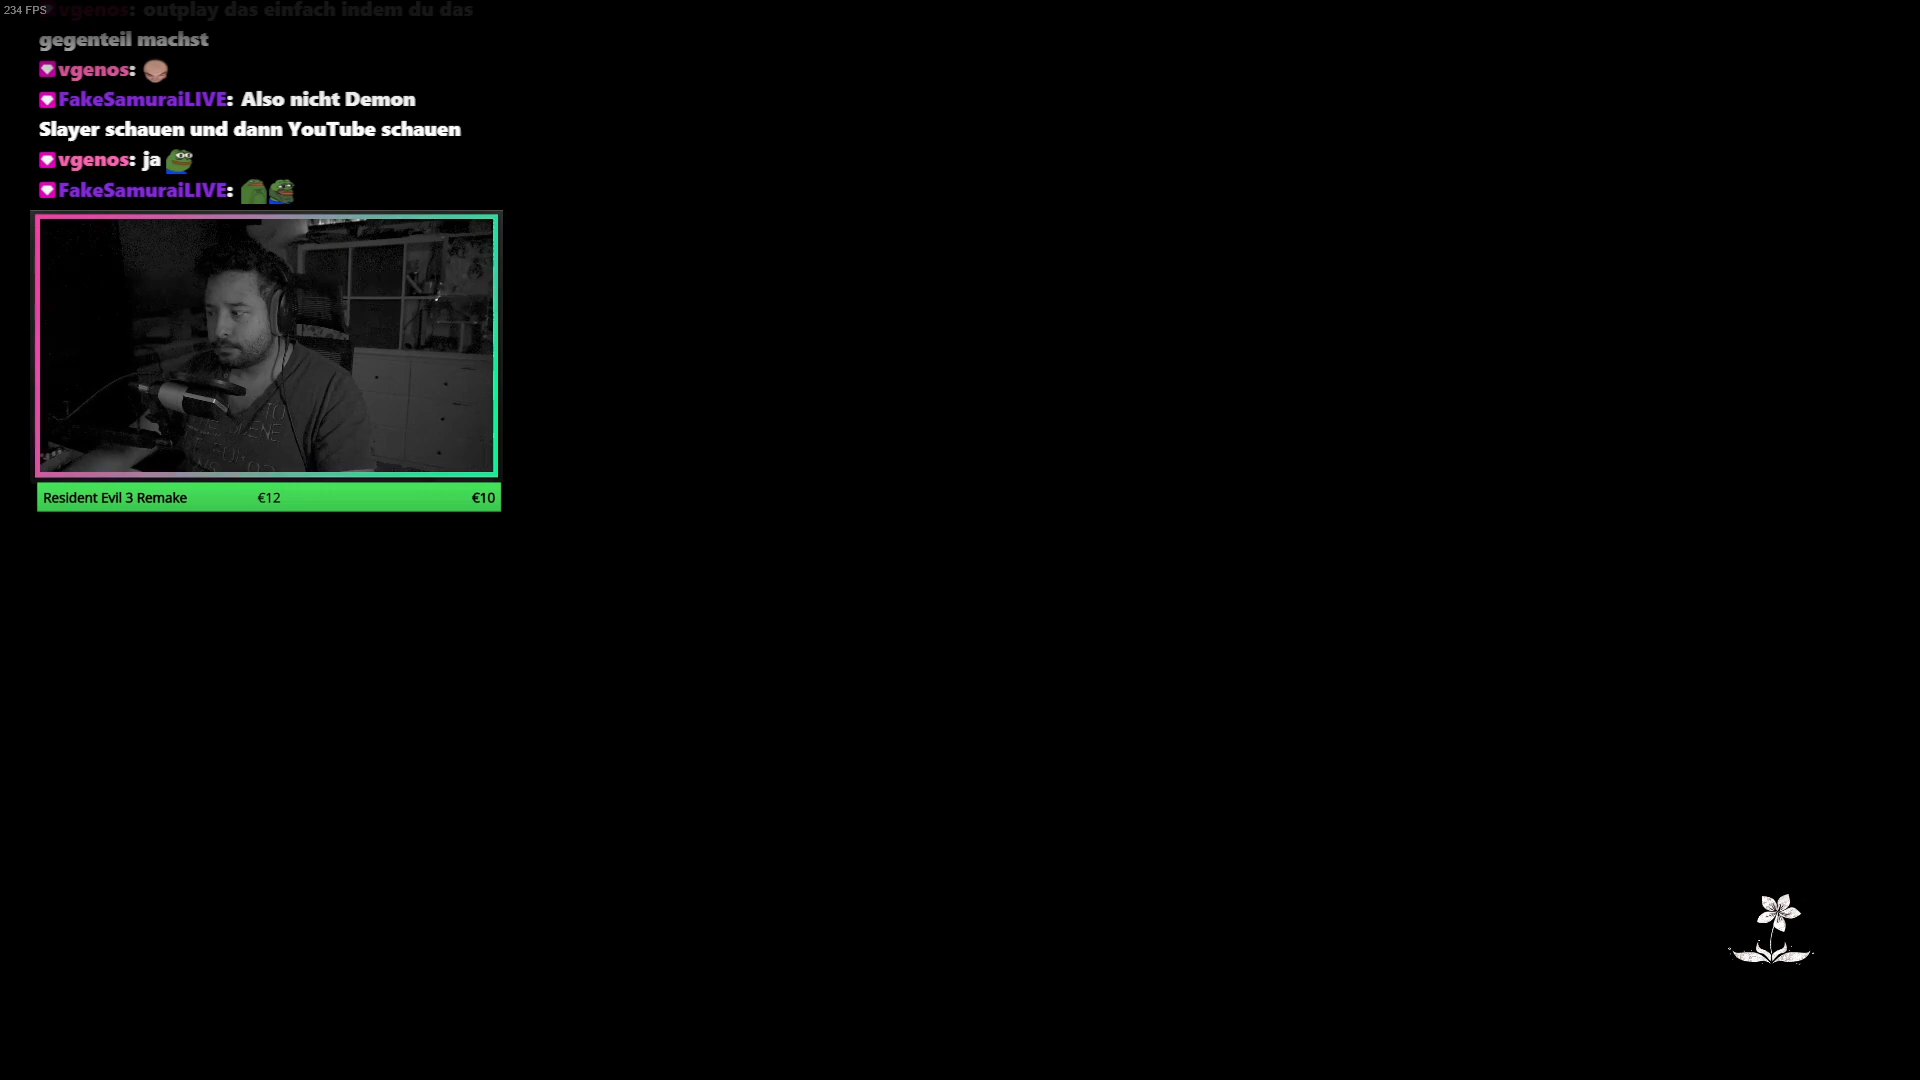 234 FPS
vgenos: outplay das einfach indem du das
gegenteil machst
vgenos:
FakeSamuraiLIVE: Also nicht Demon
Slayer schauen und dann YouTube schauen
vgenos: ja
FakeSamuraiLIVE:
Resident Evil 3 Remake €12 €10